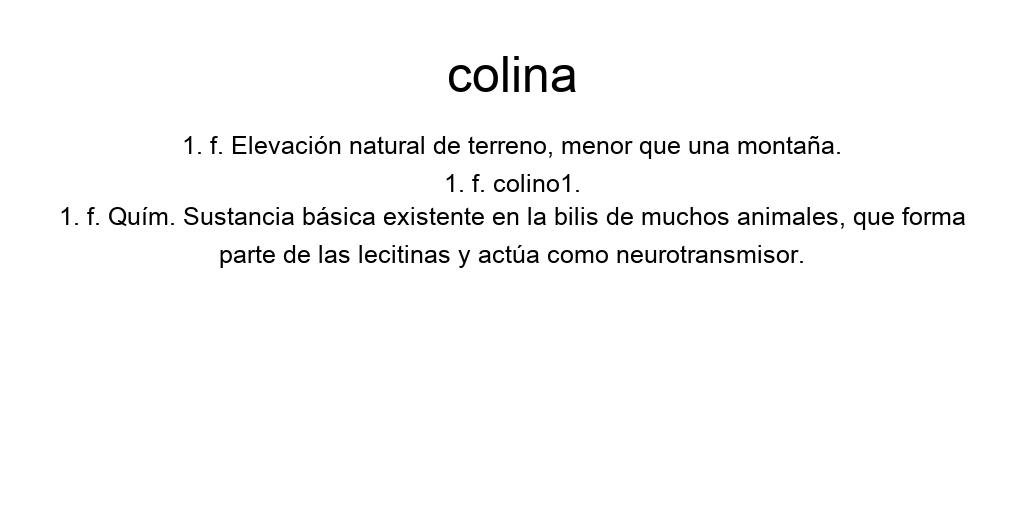 colina
1. f. Elevación natural de terreno, menor que una montaña.
1. f. colino1.
1. f. Quím. Sustancia básica existente en la bilis de muchos animales, que forma
parte de las lecitinas y actúa como neurotransmisor.